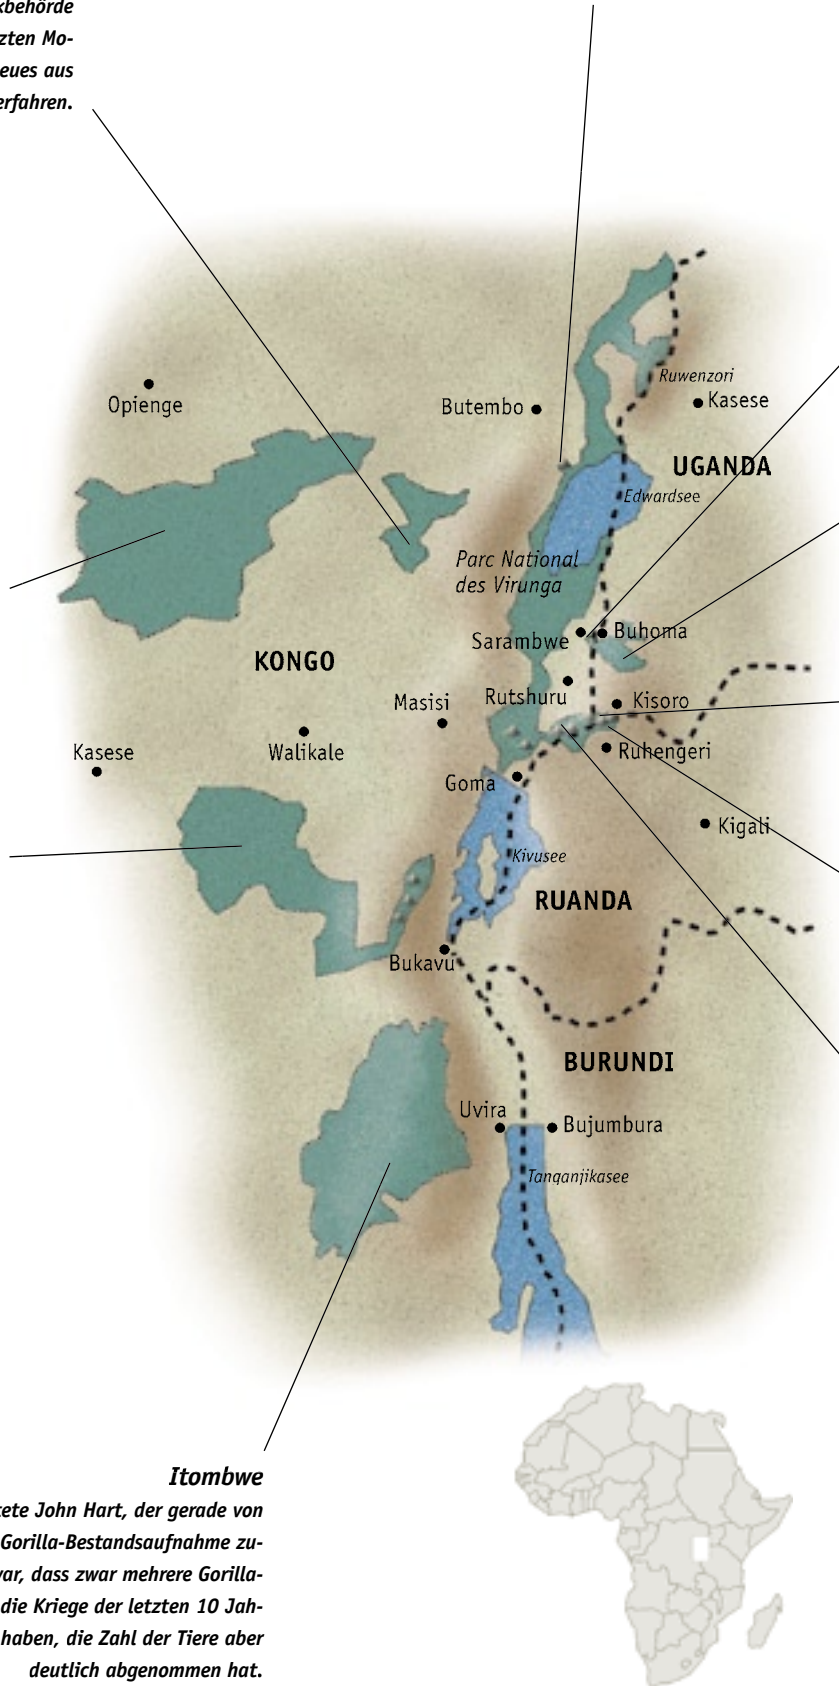 kbehörde
zten Mo-
eues aus
erfahren.
Ruwenzori
Opienge
Butembo
Kasese
UGANDA
Edwardsee
Parc National
des Virunga
Sarambwe
Buhoma
KONGO
Rutshuru
Kisoro
Masisi
Kasese
Walikale
Ruhengeri
Goma
Kigali
Kivusee
RUANDA
Bukavu
BURUNDI
Uvira
Bujumbura
Tanganjikasee
Itombwe
ete John Hart, der gerade von
Gorilla-Bestandsaufnahme zu-
ar, dass zwar mehrere Gorilla-
die Kriege der letzten 10 Jah-
haben, die Zahl der Tiere aber
deutlich abgenommen hat.